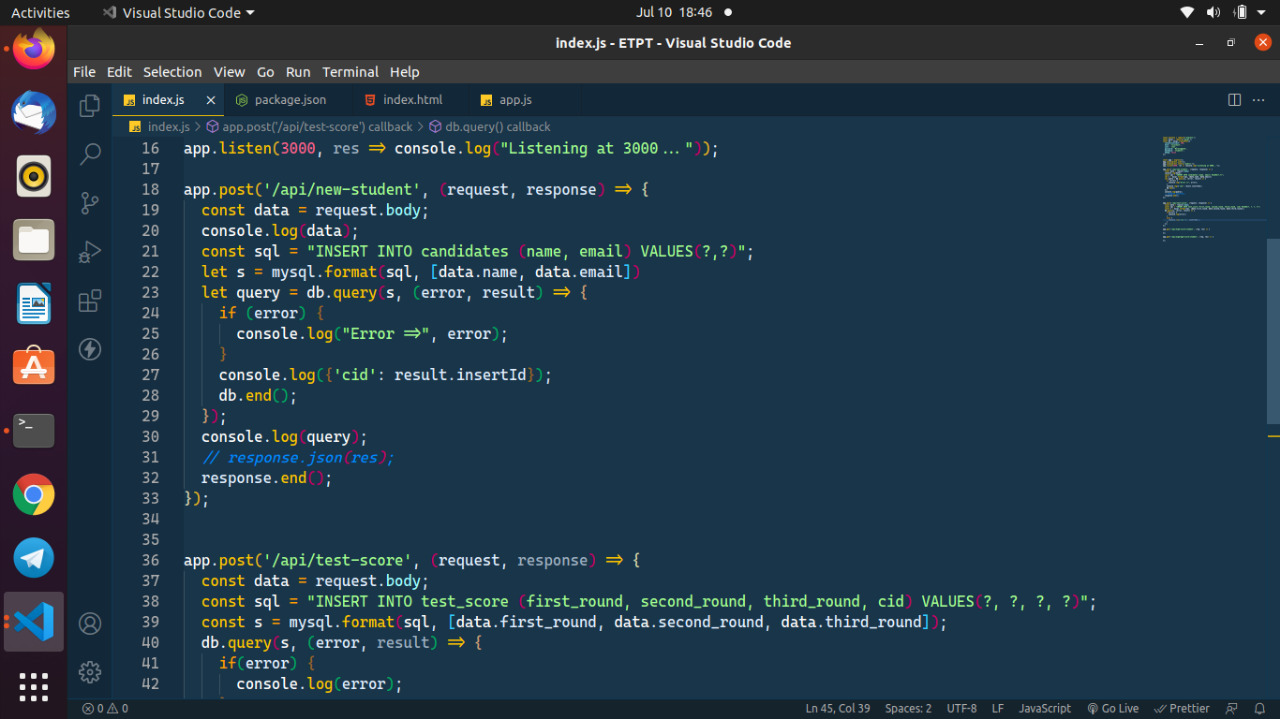 Activities Visual Studio Code Jul 10 18:46
index.js - ETPT - Visual Studio Code
File Edit Selection View Go Run Terminal Help
JS index.js package.json index.html JS app.js
JS index.js > app.post('/api/test-score') callback > db.query() callback
16 app.listen(3000, res => console.log("Listening at 3000..."));
17
18 app.post('/api/new-student', (request, response) => {
19 const data = request.body;
20 console.log(data);
21 const sql = "INSERT INTO candidates (name, email) VALUES(?,?)";
22 let s = mysql.format(sql, [data.name, data.email])
23 let query = db.query(s, (error, result) => {
24 if (error) {
25 console.log("Error =>", error);
26 }
27 console.log({'cid': result.insertId});
28 db.end();
29 });
30 console.log(query);
31 // response.json(res);
32 response.end();
33 });
34
35
36 app.post('/api/test-score', (request, response) => {
37 const data = request.body;
38 const sql = "INSERT INTO test_score (first_round, second_round, third_round, cid) VALUES(?, ?, ?, ?)";
39 const s = mysql.format(sql, [data.first_round, data.second_round, data.third_round]);
40 db.query(s, (error, result) => {
41 if(error) {
42 console.log(error);
0 0 Ln 45, Col 39 Spaces: 2 UTF-8 LF JavaScript Go Live Prettier